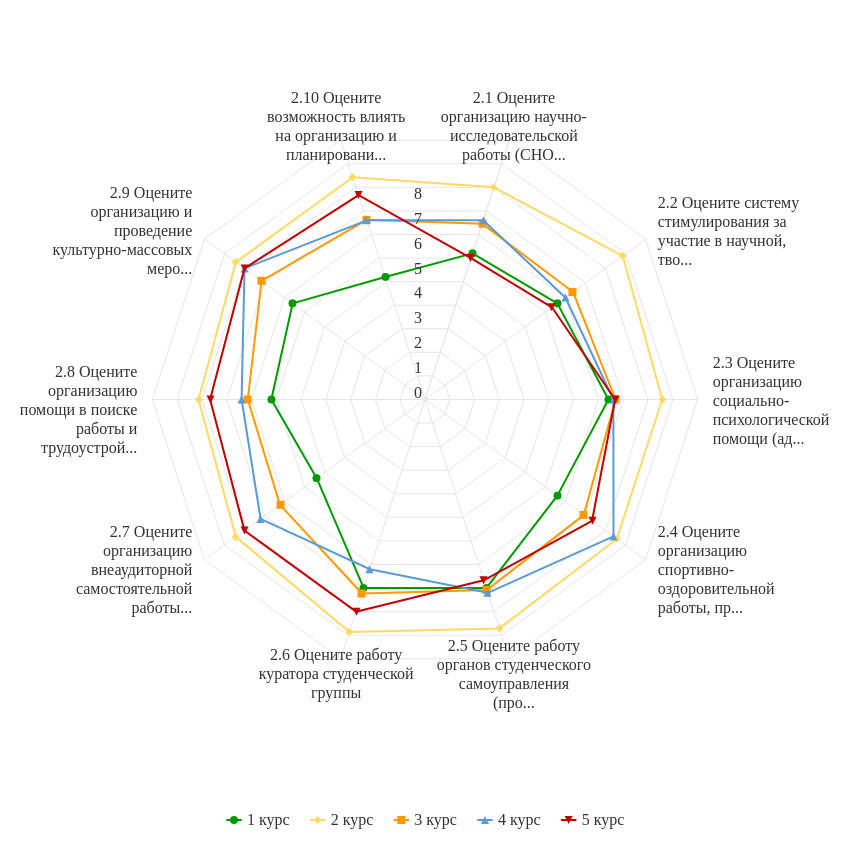 2.10 Оцените
возможность влиять
на организацию и
планировани...
2.1 Оцените
организацию научно-
исследовательской
работы (СНО...
2.2 Оцените систему
стимулирования за
участие в научной,
тво...
2.3 Оцените
организацию
социально-
психологической
помощи (ад...
2.4 Оцените
организацию
спортивно-
оздоровительной
работы, пр...
2.5 Оцените работу
органов студенческого
самоуправления
(про...
2.6 Оцените работу
куратора студенческой
группы
2.7 Оцените
организацию
внеаудиторной
самостоятельной
работы...
2.8 Оцените
организацию
помощи в поиске
работы и
трудоустрой...
2.9 Оцените
организацию и
проведение
культурно-массовых
меро...
8
7
6
5
4
3
2
1
0
1 курс 2 курс 3 курс 4 курс 5 курс